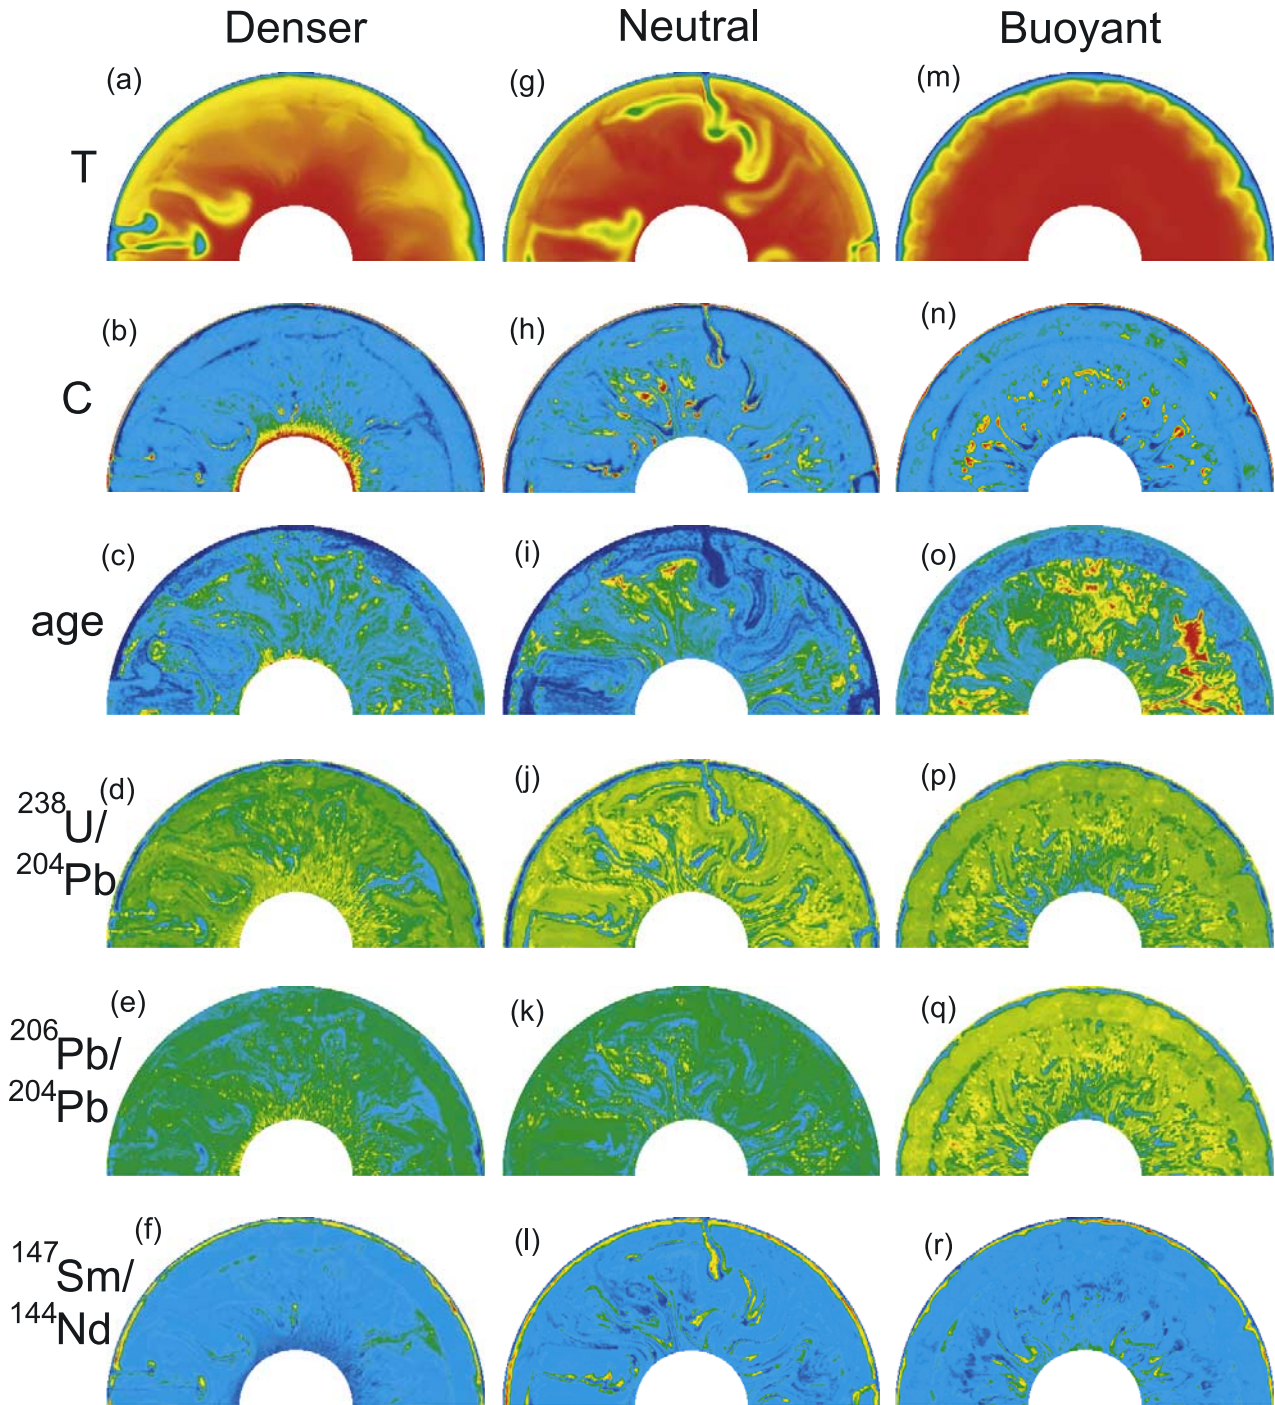 Denser Neutral Buoyant
(a) (g) (m)
T
(b) (h) (n)
C
(c) (i) (o)
age
(d) (j) (p)
238U/
204Pb
(e) (k) (q)
206Pb/
204Pb
(f) (l) (r)
147Sm/
144Nd